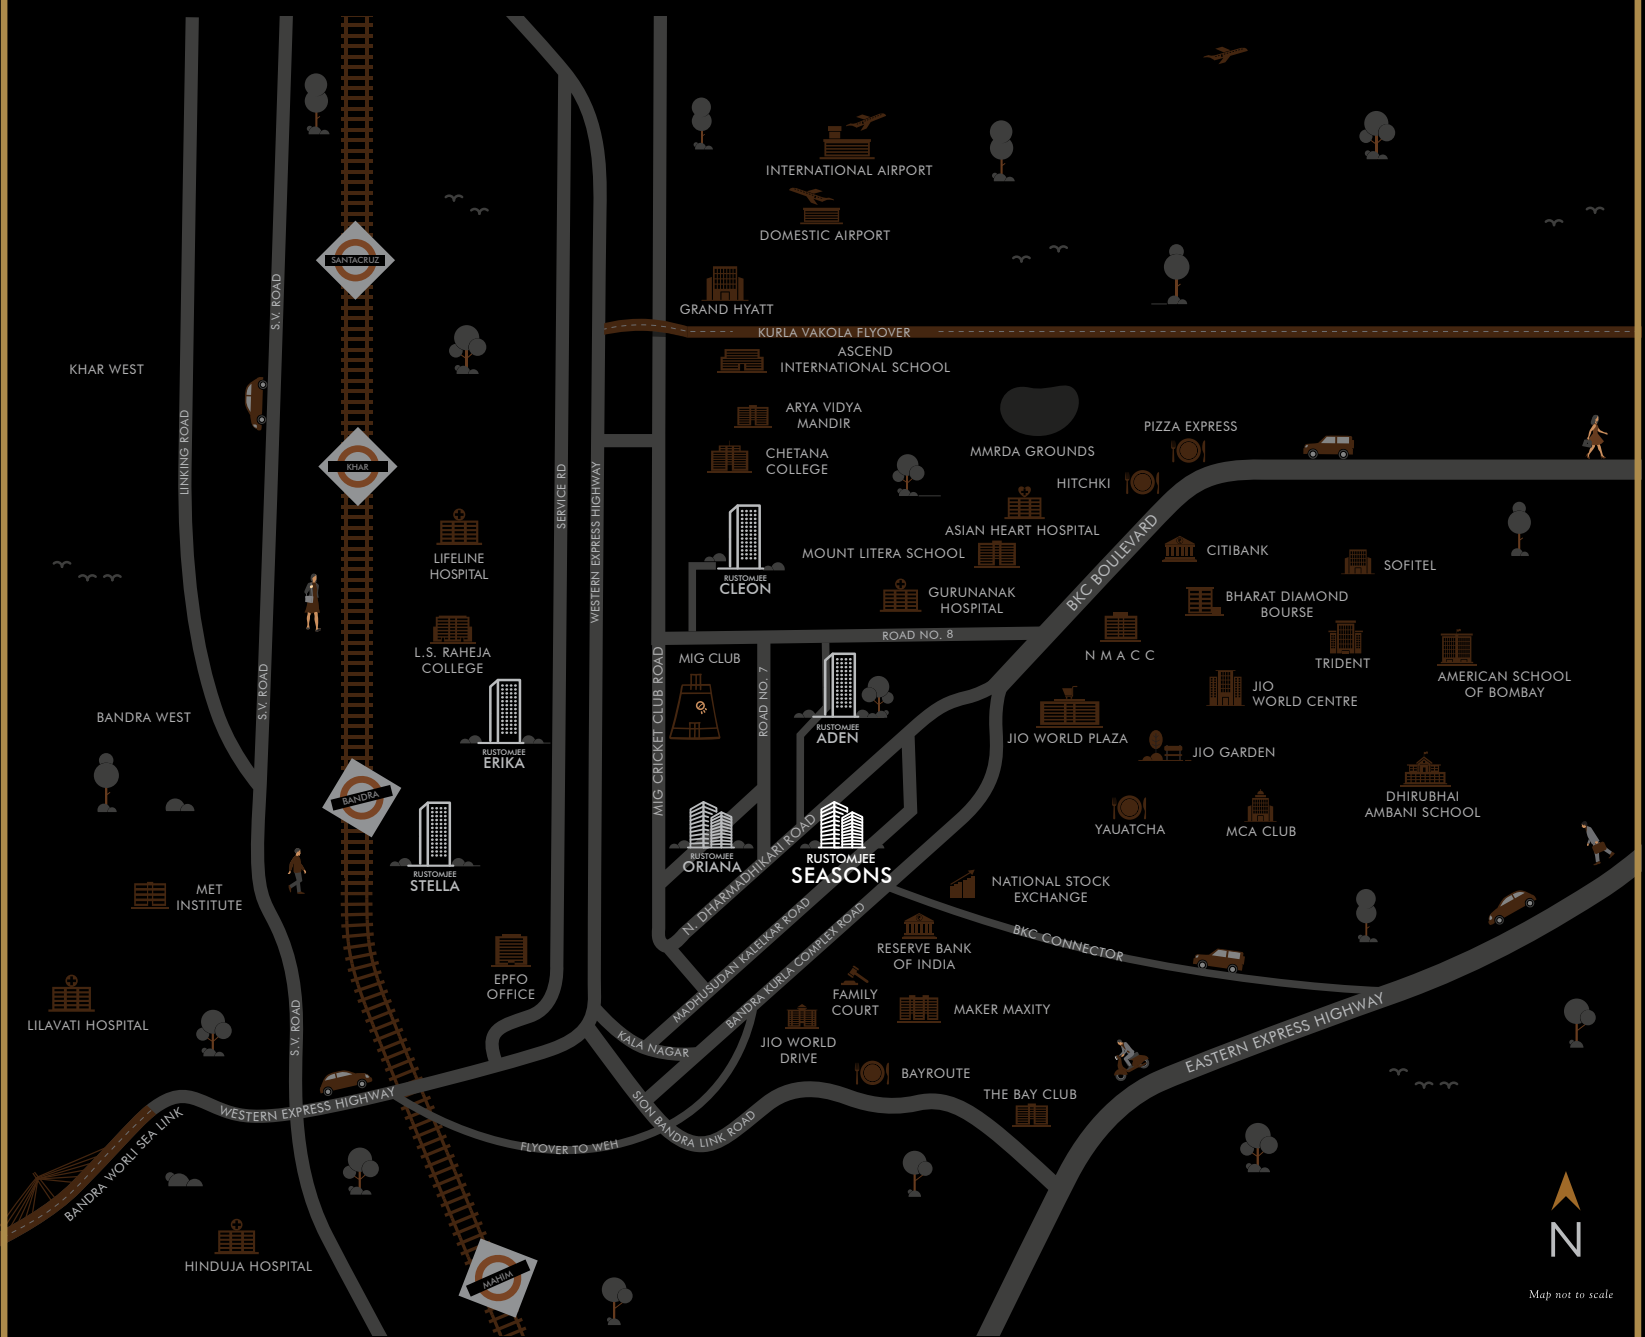 INTERNATIONAL AIRPORT
DOMESTIC AIRPORT
SANTACRUZ
S.V. ROAD
GRAND HYATT
KURLA VAKOLA FLYOVER
ASCEND
INTERNATIONAL SCHOOL
KHAR WEST
LINKING ROAD
ARYA VIDYA
MANDIR
CHETANA
COLLEGE
MMRDA GROUNDS
PIZZA EXPRESS
HITCHKI
KHAR
SERVICE RD
WESTERN EXPRESS HIGHWAY
ASIAN HEART HOSPITAL
MOUNT LITERA SCHOOL
BKC BOULEVARD
CITIBANK
SOFITEL
LIFELINE
HOSPITAL
RUSTOMJEE
CLEON
GURUNANAK
HOSPITAL
BHARAT DIAMOND
BOURSE
ROAD NO. 8
L.S. RAHEJA
COLLEGE
MIG CLUB
MIG CRICKET CLUB ROAD
ROAD NO. 7
NMACC
TRIDENT
AMERICAN SCHOOL
OF BOMBAY
JIO
WORLD CENTRE
S.V. ROAD
BANDRA WEST
RUSTOMJEE
ERIKA
RUSTOMJEE
ADEN
JIO WORLD PLAZA
JIO GARDEN
BANDRA
DHIRUBHAI
AMBANI SCHOOL
YAUATCHA
MCA CLUB
RUSTOMJEE
STELLA
RUSTOMJEE
ORIANA
N. DHARMADHIKARI ROAD
RUSTOMJEE
SEASONS
MET
INSTITUTE
NATIONAL STOCK
EXCHANGE
MADHUSUDAN KALELKAR ROAD
BANDRA KURLA COMPLEX ROAD
BKC CONNECTOR
RESERVE BANK
OF INDIA
EPFO
OFFICE
FAMILY
COURT
MAKER MAXITY
LILAVATI HOSPITAL
S.V. ROAD
KALA NAGAR
JIO WORLD
DRIVE
EASTERN EXPRESS HIGHWAY
BAYROUTE
THE BAY CLUB
WESTERN EXPRESS HIGHWAY
BANDRA WORLI SEA LINK
FLYOVER TO WEH
SION BANDRA LINK ROAD
HINDUJA HOSPITAL
MAHIM
N
Map not to scale